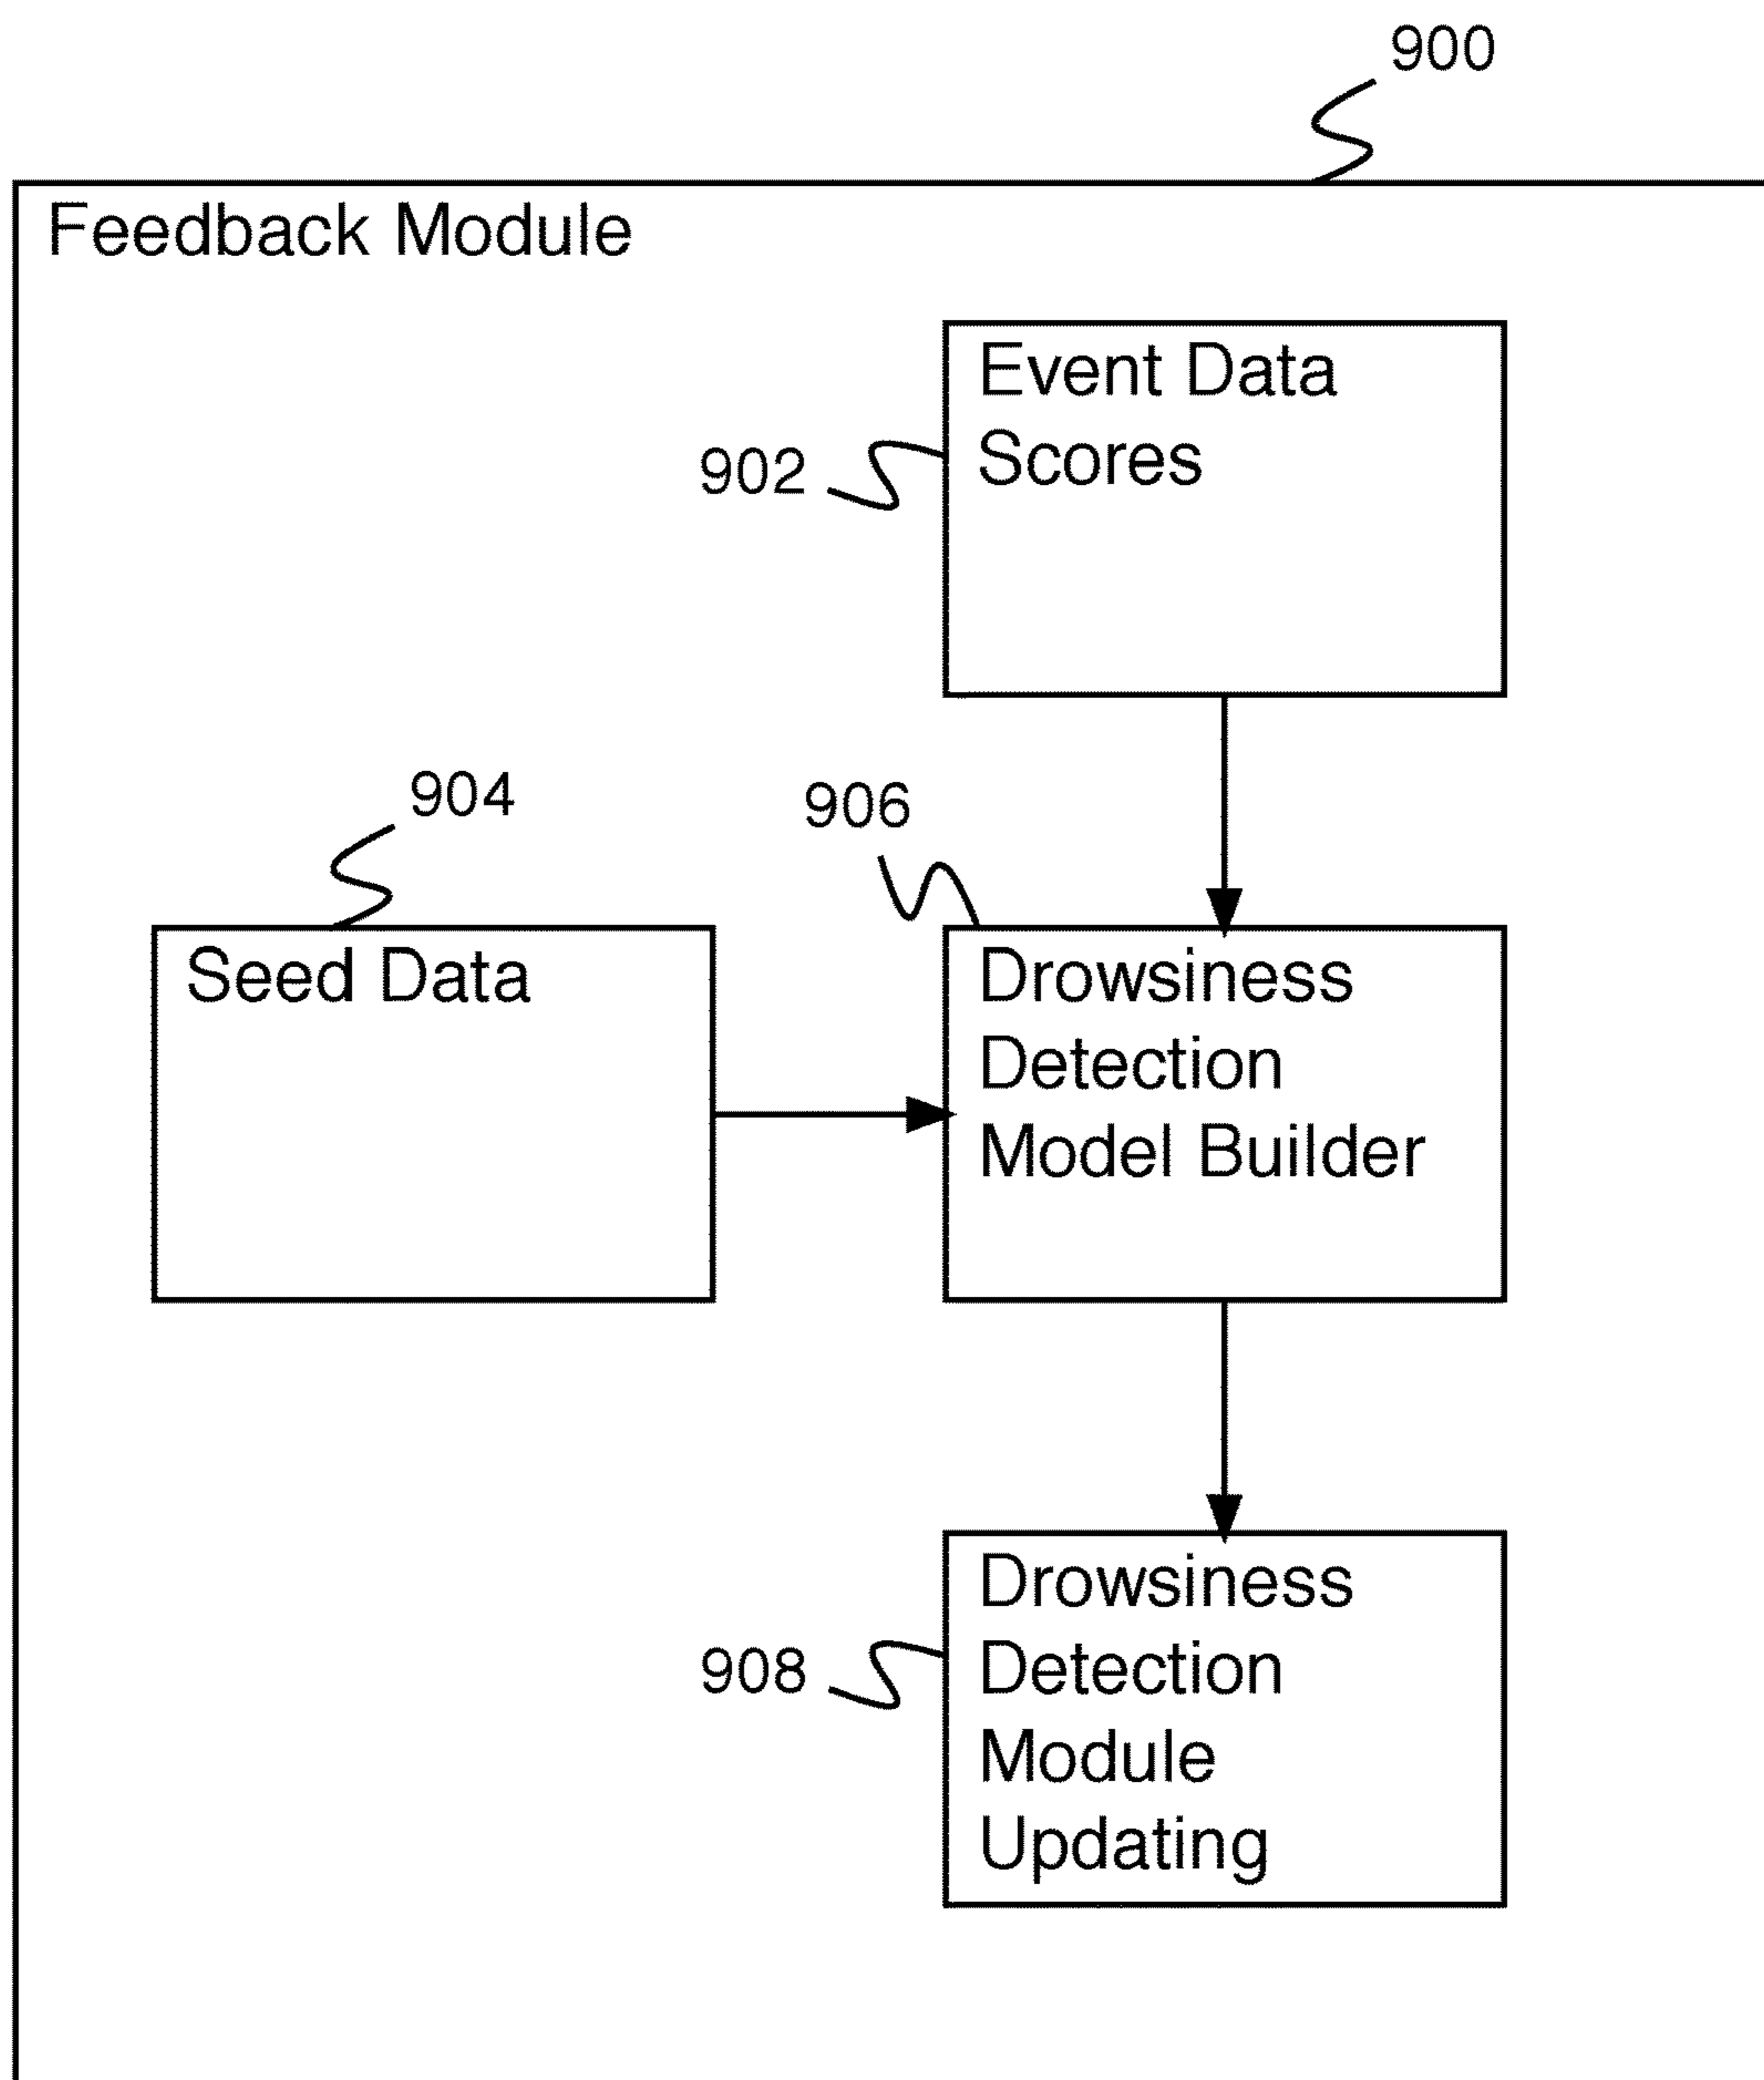 900
Feedback Module
Event Data
Scores
902
904
906
Seed Data
Drowsiness
Detection
Model Builder
Drowsiness
Detection
Module
Updating
908